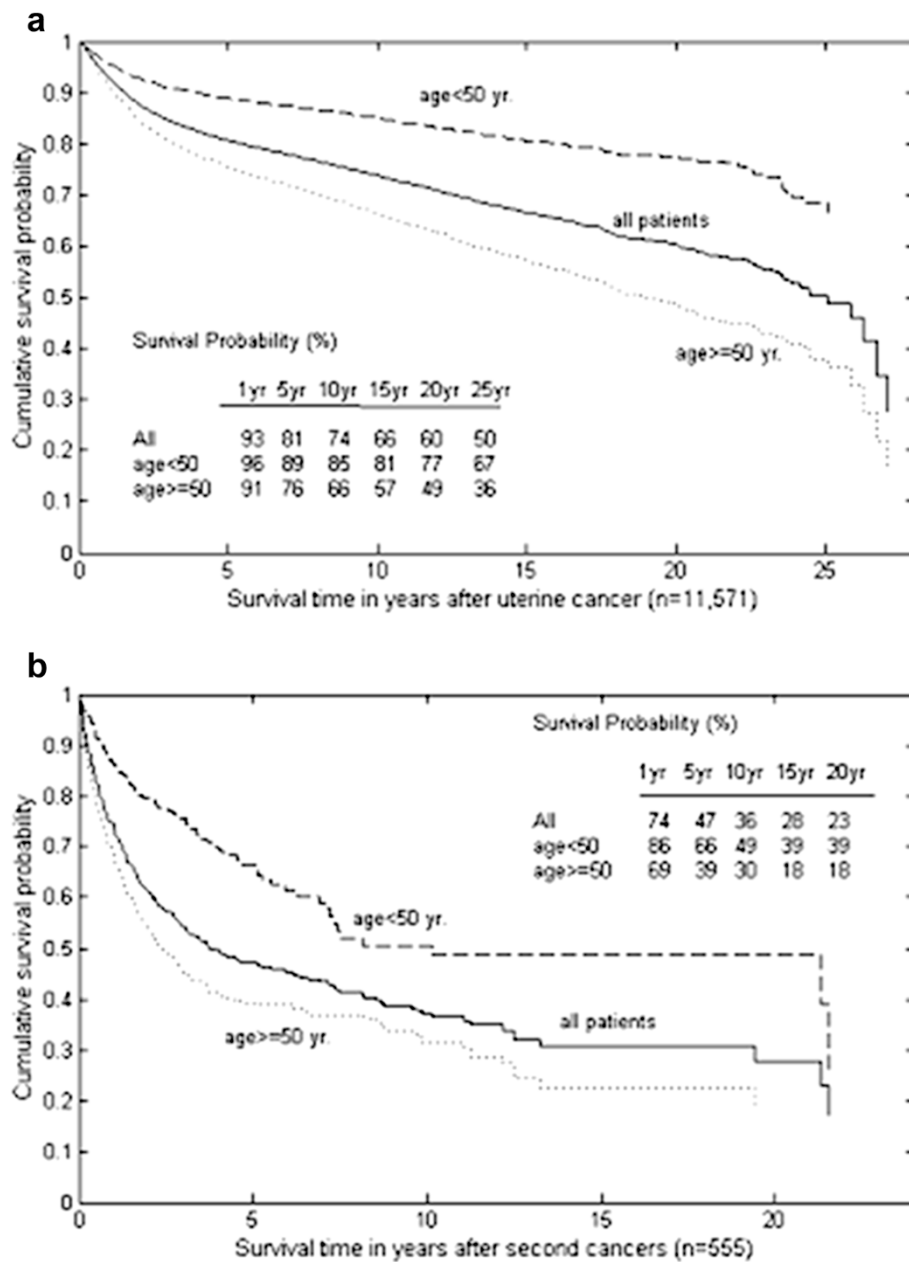 a
1
0.9
0.8
0.7
0.6
0.5
0.4
0.3
0.2
0.1
0
Cumulative survival probability
age<50 yr.
all patients
age>=50 yr.
Survival Probability (%)
1yr 5yr 10yr 15yr 20yr 25yr
All 93 81 74 66 60 50
age<50 96 89 85 81 77 67
age>=50 91 76 66 57 49 36
0 5 10 15 20 25
Survival time in years after uterine cancer (n=11,571)
b
1
0.9
0.8
0.7
0.6
0.5
0.4
0.3
0.2
0.1
0
Cumulative survival probability
Survival Probability (%)
1yr 5yr 10yr 15yr 20yr
All 74 47 36 28 23
age<50 86 66 49 39 39
age>=50 69 39 30 18 18
age<50 yr.
all patients
age>=50 yr.
0 5 10 15 20
Survival time in years after second cancers (n=555)